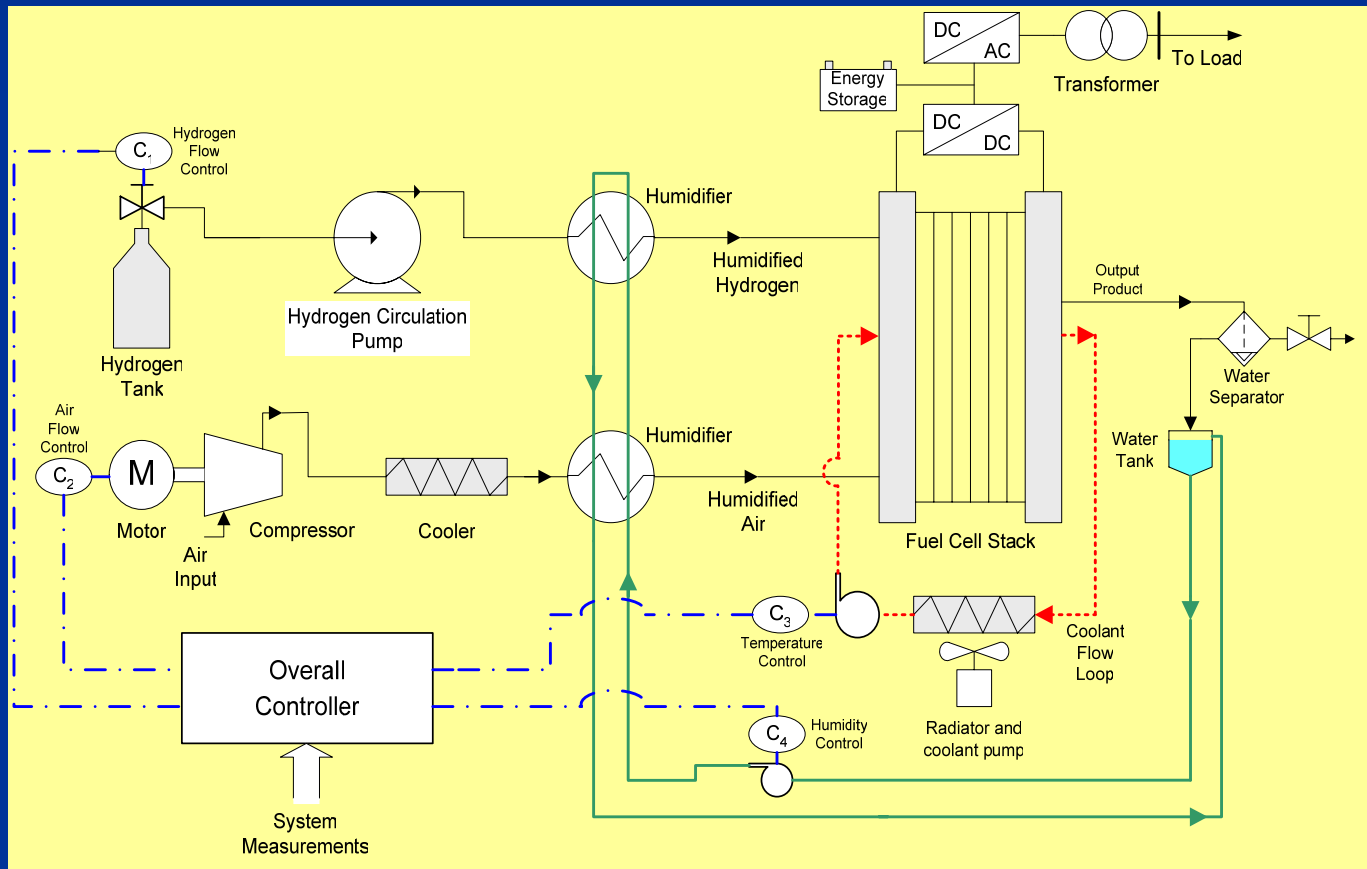 DC
AC
To Load
Transformer
Energy
Storage
DC
DC
C1
Hydrogen
Flow
Control
Humidifier
Humidified
Hydrogen
Output
Product
Hydrogen Circulation
Pump
Hydrogen
Tank
Water
Separator
Air
Flow
Control
C2
M
Motor
Compressor
Air
Input
Cooler
Humidifier
Humidified
Air
Water
Tank
Fuel Cell Stack
C3
Temperature
Control
Coolant
Flow
Loop
Overall
Controller
C4
Humidity
Control
Radiator and
coolant pump
System
Measurements